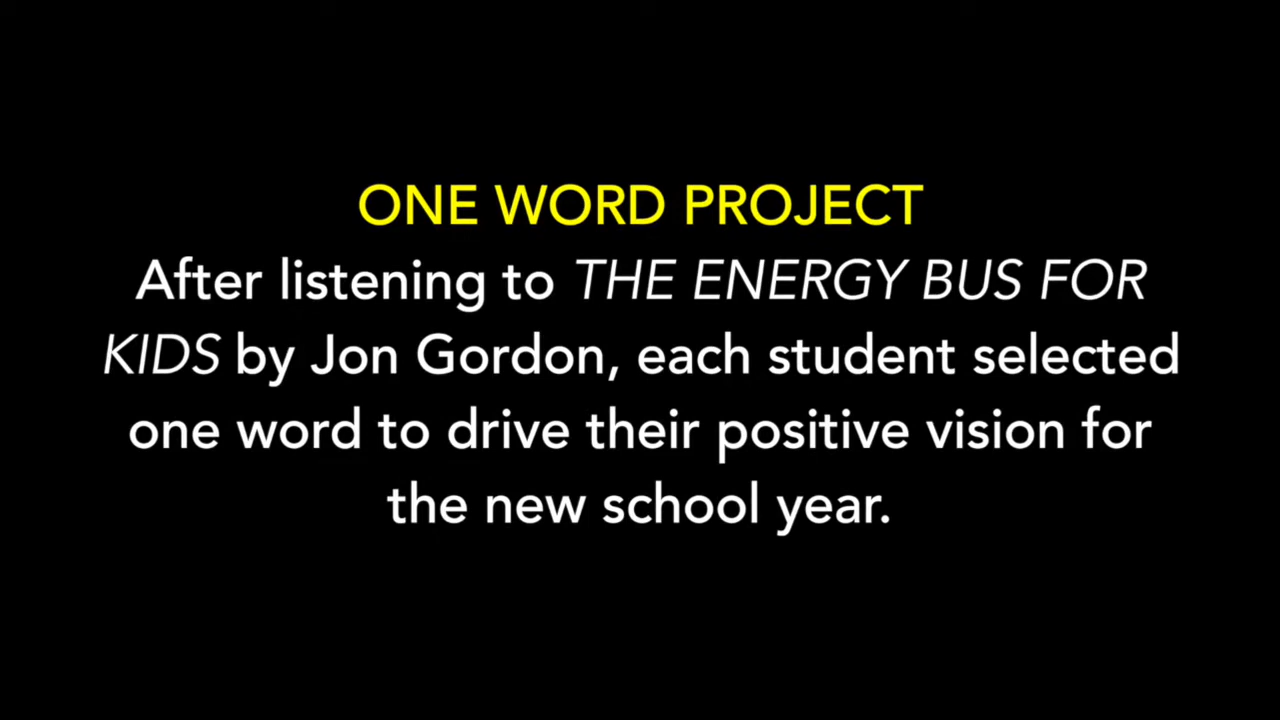 ONE WORD PROJECT
After listening to THE ENERGY BUS FOR
KIDS by Jon Gordon, each student selected
one word to drive their positive vision for
the new school year.